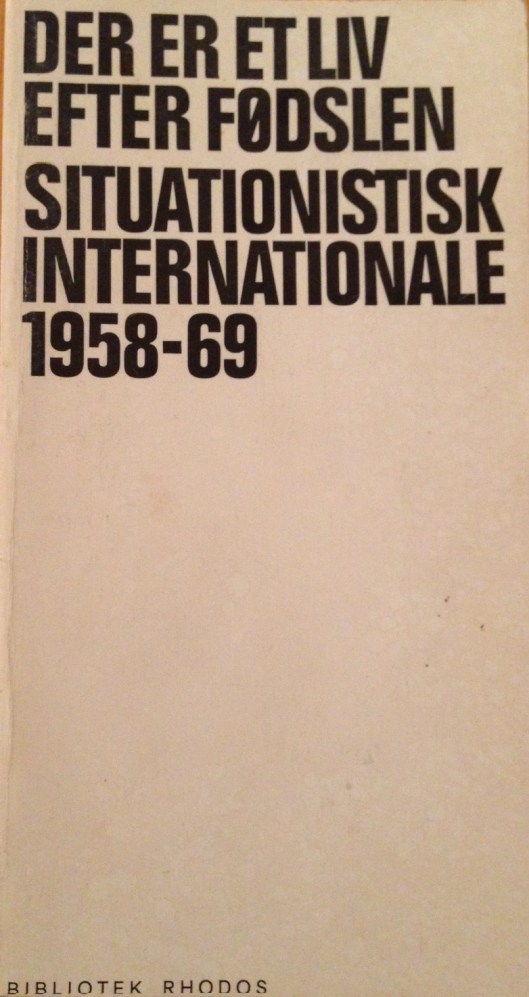 DER ER ET LIV
EFTER FØDSLEN
SITUATIONISTISK
INTERNATIONALE
1958-69
BIBLIOTEK RHODOS